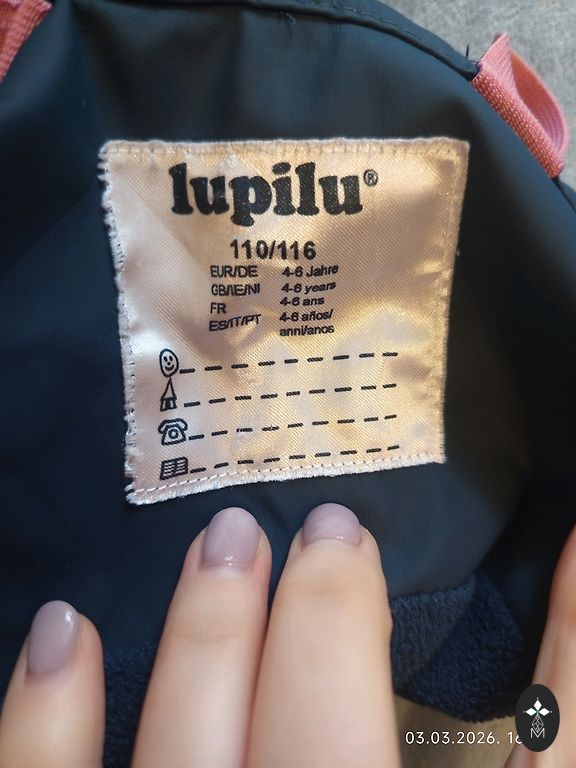 lupilu®
110/116
EUR/DE 4-6 Jahre
GB/IE/NI 4-6 years
FR 4-6 ans
ES/IT/PT 4-6 años/
anni/anos
03.03.2026.
M